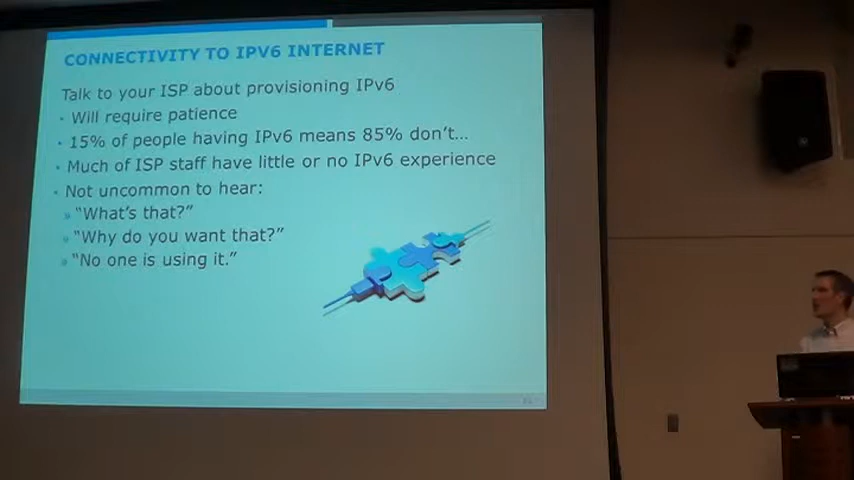 CONNECTIVITY TO IPV6 INTERNET
Talk to your ISP about provisioning IPv6
· Will require patience
· 15% of people having IPv6 means 85% don't...
· Much of ISP staff have little or no IPv6 experience
· Not uncommon to hear:
» "What's that?"
» "Why do you want that?"
» "No one is using it."